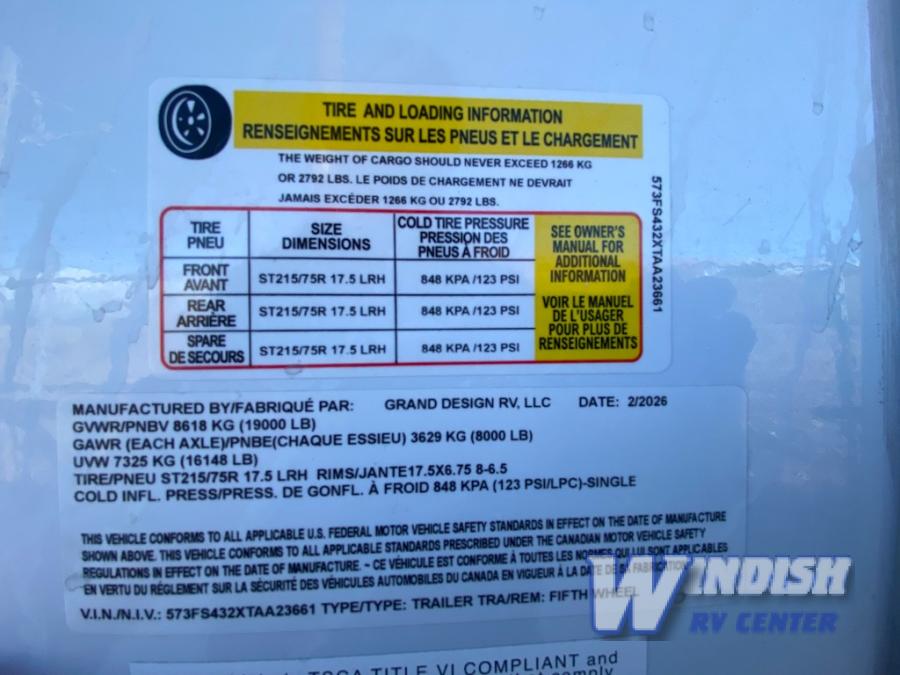 TIRE AND LOADING INFORMATION
RENSEIGNEMENTS SUR LES PNEUS ET LE CHARGEMENT
THE WEIGHT OF CARGO SHOULD NEVER EXCEED 1266 KG
OR 2792 LBS. LE POIDS DE CHARGEMENT NE DEVRAIT
JAMAIS EXCÉDER 1266 KG OU 2792 LBS.
573FS432XTAA23661
TIRE
PNEU
SIZE
DIMENSIONS
COLD TIRE PRESSURE
PRESSION DES
PNEUS À FROID
FRONT
AVANT
ST215/75R 17.5 LRH
848 KPA /123 PSI
REAR
ARRIÈRE
ST215/75R 17.5 LRH
848 KPA /123 PSI
SPARE
DE SECOURS
ST215/75R 17.5 LRH
848 KPA /123 PSI
SEE OWNER'S
MANUAL FOR
ADDITIONAL
INFORMATION
VOIR LE MANUEL
DE L'USAGER
POUR PLUS DE
RENSEIGNEMENTS
MANUFACTURED BY/FABRIQUÉ PAR: GRAND DESIGN RV, LLC DATE: 2/2026
GVWR/PNBV 8618 KG (19000 LB)
GAWR (EACH AXLE)/PNBE(CHAQUE ESSIEU) 3629 KG (8000 LB)
UVW 7325 KG (16148 LB)
TIRE/PNEU ST215/75R 17.5 LRH RIMS/JANTE17.5X6.75 8-6.5
COLD INFL. PRESS/PRESS. DE GONFL. À FROID 848 KPA (123 PSI/LPC)-SINGLE
THIS VEHICLE CONFORMS TO ALL APPLICABLE U.S. FEDERAL MOTOR VEHICLE SAFETY STANDARDS IN EFFECT ON THE DATE OF MANUFACTURE
SHOWN ABOVE. THIS VEHICLE CONFORMS TO ALL APPLICABLE STANDARDS PRESCRIBED UNDER THE CANADIAN MOTOR VEHICLE SAFETY
REGULATIONS IN EFFECT ON THE DATE OF MANUFACTURE. – CE VÉHICULE EST CONFORME À TOUTES LES NORMES QUI LUI SONT APPLICABLES
EN VERTU DU RÈGLEMENT SUR LA SÉCURITÉ DES VÉHICULES AUTOMOBILES DU CANADA EN VIGUEUR À LA DATE DE SA FABRICATION
V.I.N./N.I.V.: 573FS432XTAA23661 TYPE/TYPE: TRAILER TRA/REM: FIFTH WHEEL
WINDISH
RV CENTER
TSCA TITLE VI COMPLIANT and
comply